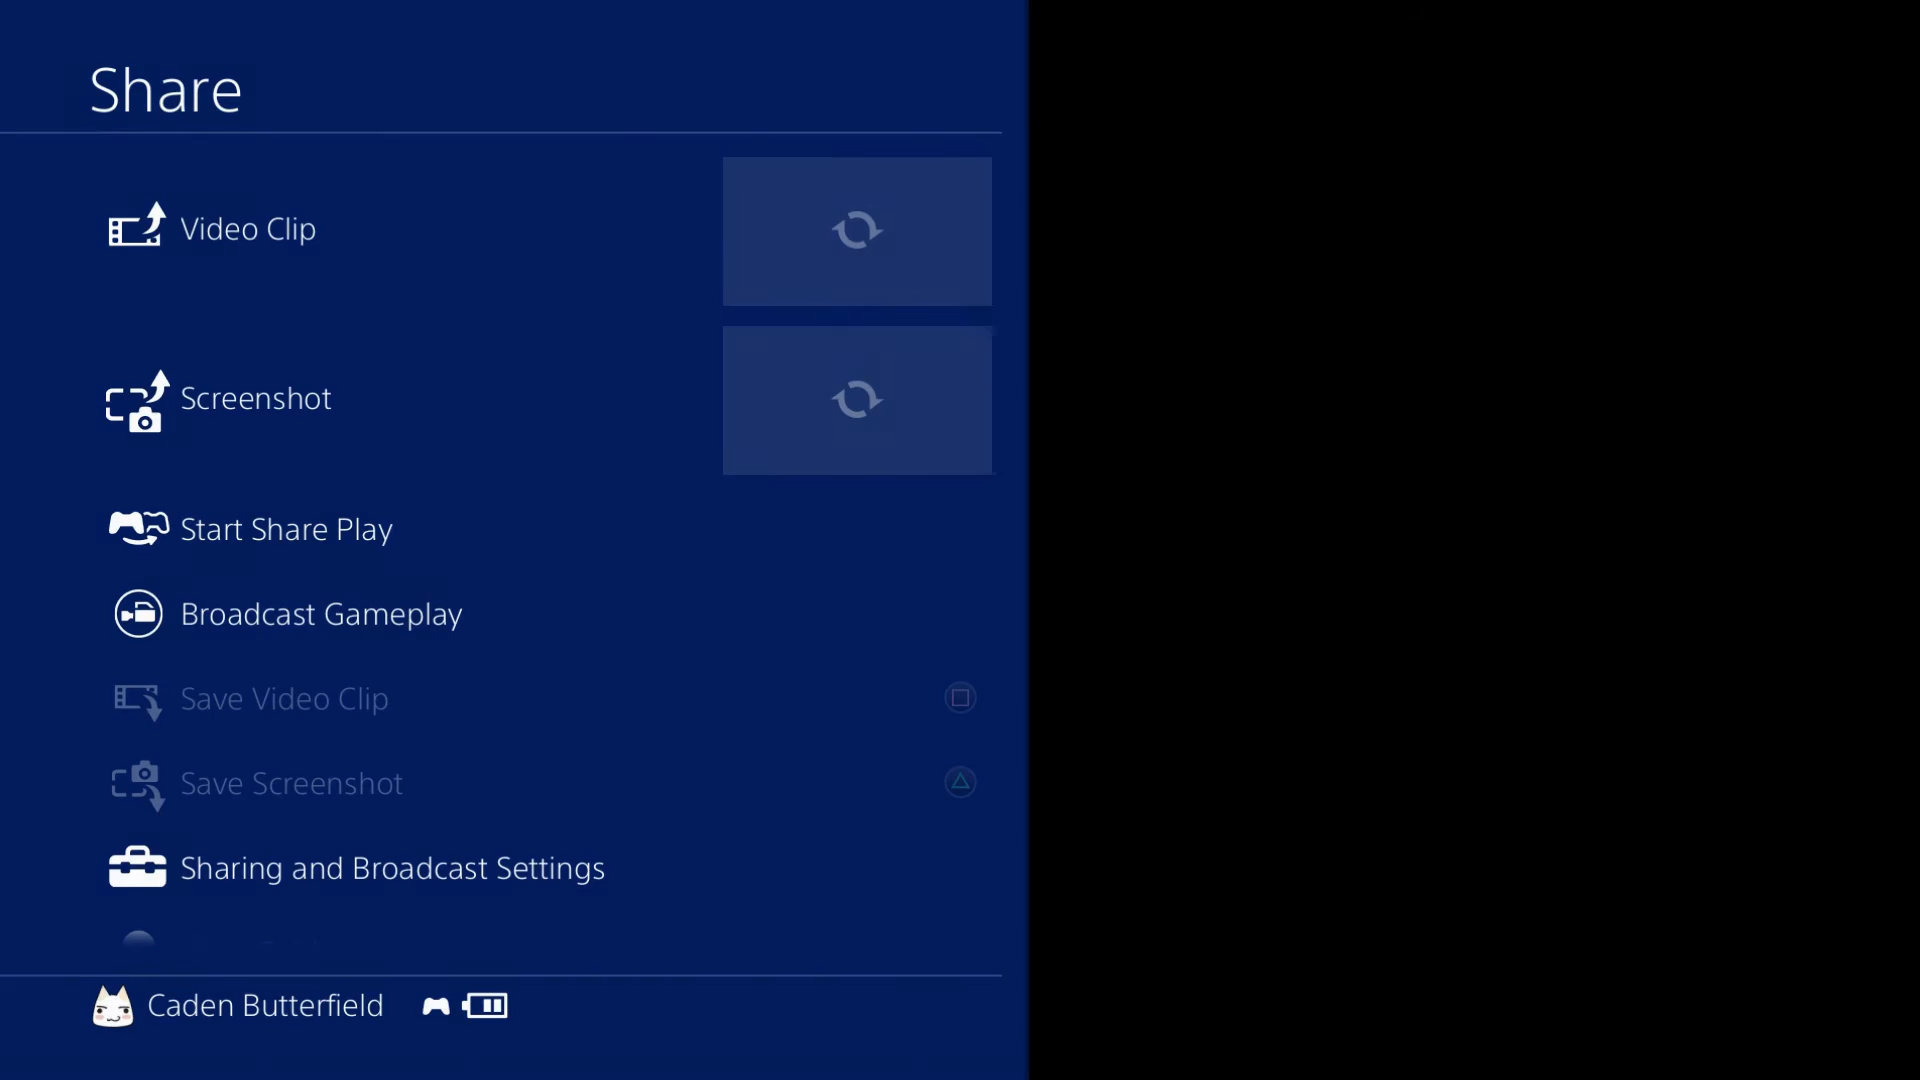 Share
Video Clip
Screenshot
Start Share Play
Broadcast Gameplay
Save Video Clip
Save Screenshot
Sharing and Broadcast Settings
Caden Butterfield